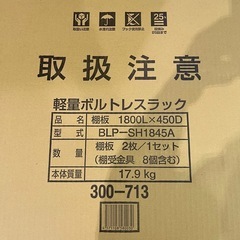 25
取扱注意
軽量ボルトレスラック
品名 棚板 1800L×450D
型式 BLP-SH1845A
数量 棚板 2枚/1セット
(棚受金具 8個含む)
本体質量 17.9kg
300-713